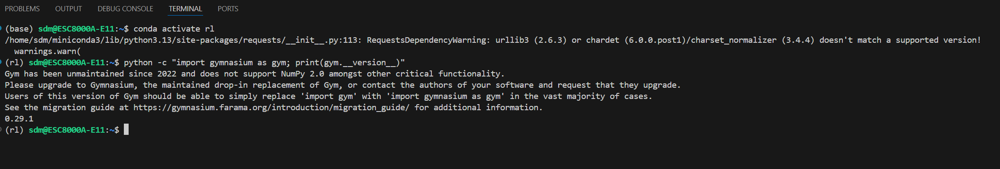 PROBLEMS OUTPUT DEBUG CONSOLE TERMINAL PORTS
(base) sdm@ESC8000A-E11:~$ conda activate rl
/home/sdm/miniconda3/lib/python3.13/site-packages/requests/__init__.py:113: RequestsDependencyWarning: urllib3 (2.6.3) or chardet (6.0.0.post1)/charset_normalizer (3.4.4) doesn't match a supported version!
  warnings.warn(
(rl) sdm@ESC8000A-E11:~$ python -c "import gymnasium as gym; print(gym.__version__)"
Gym has been unmaintained since 2022 and does not support NumPy 2.0 amongst other critical functionality.
Please upgrade to Gymnasium, the maintained drop-in replacement of Gym, or contact the authors of your software and request that they upgrade.
Users of this version of Gym should be able to simply replace 'import gym' with 'import gymnasium as gym' in the vast majority of cases.
See the migration guide at https://gymnasium.farama.org/introduction/migration_guide/ for additional information.
0.29.1
(rl) sdm@ESC8000A-E11:~$